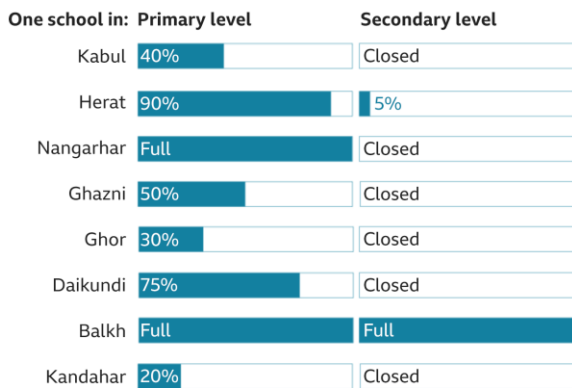 One school in: Primary level Secondary level
Kabul 40% Closed
Herat 90% 5%
Nangarhar Full Closed
Ghazni 50% Closed
Ghor 30% Closed
Daikundi 75% Closed
Balkh Full Full
Kandahar 20% Closed